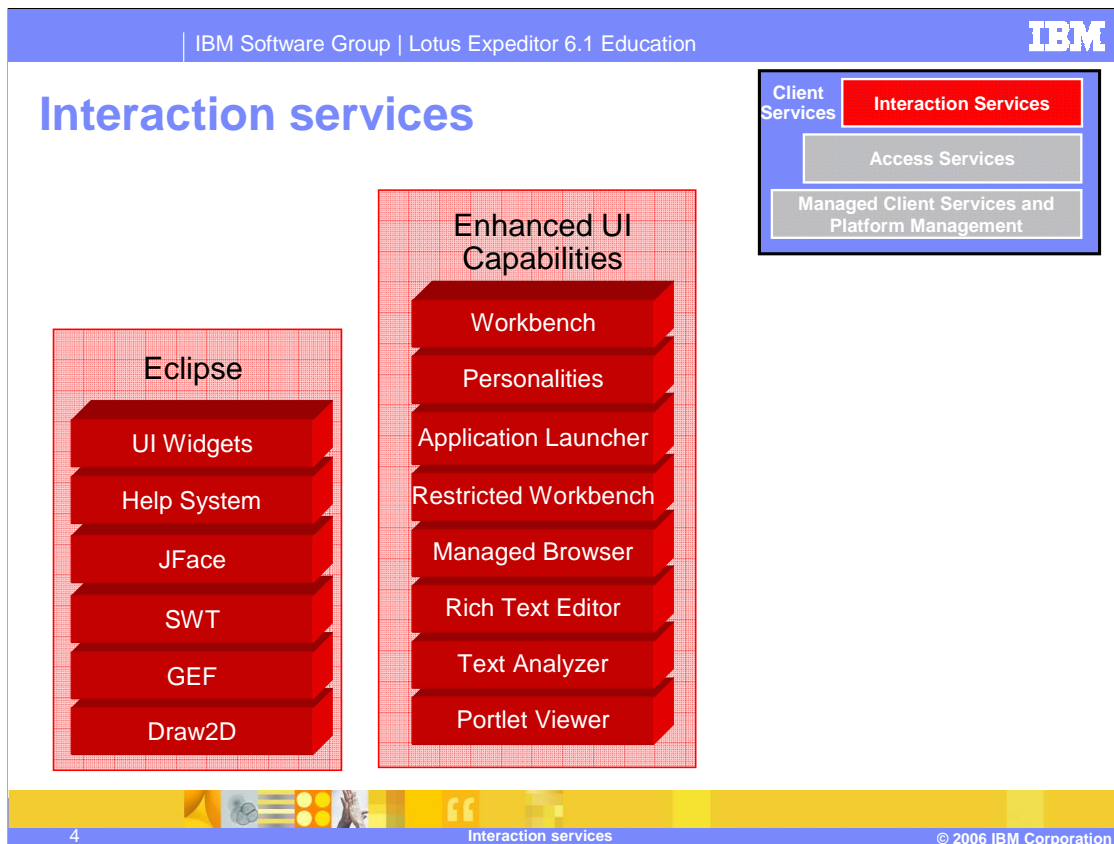 IBM Software Group | Lotus Expeditor 6.1 Education
IBM
Interaction services
Client
Services
Interaction Services
Access Services
Managed Client Services and
Platform Management
Eclipse
UI Widgets
Help System
JFace
SWT
GEF
Draw2D
Enhanced UI
Capabilities
Workbench
Personalities
Application Launcher
Restricted Workbench
Managed Browser
Rich Text Editor
Text Analyzer
Portlet Viewer
4
Interaction services
© 2006 IBM Corporation